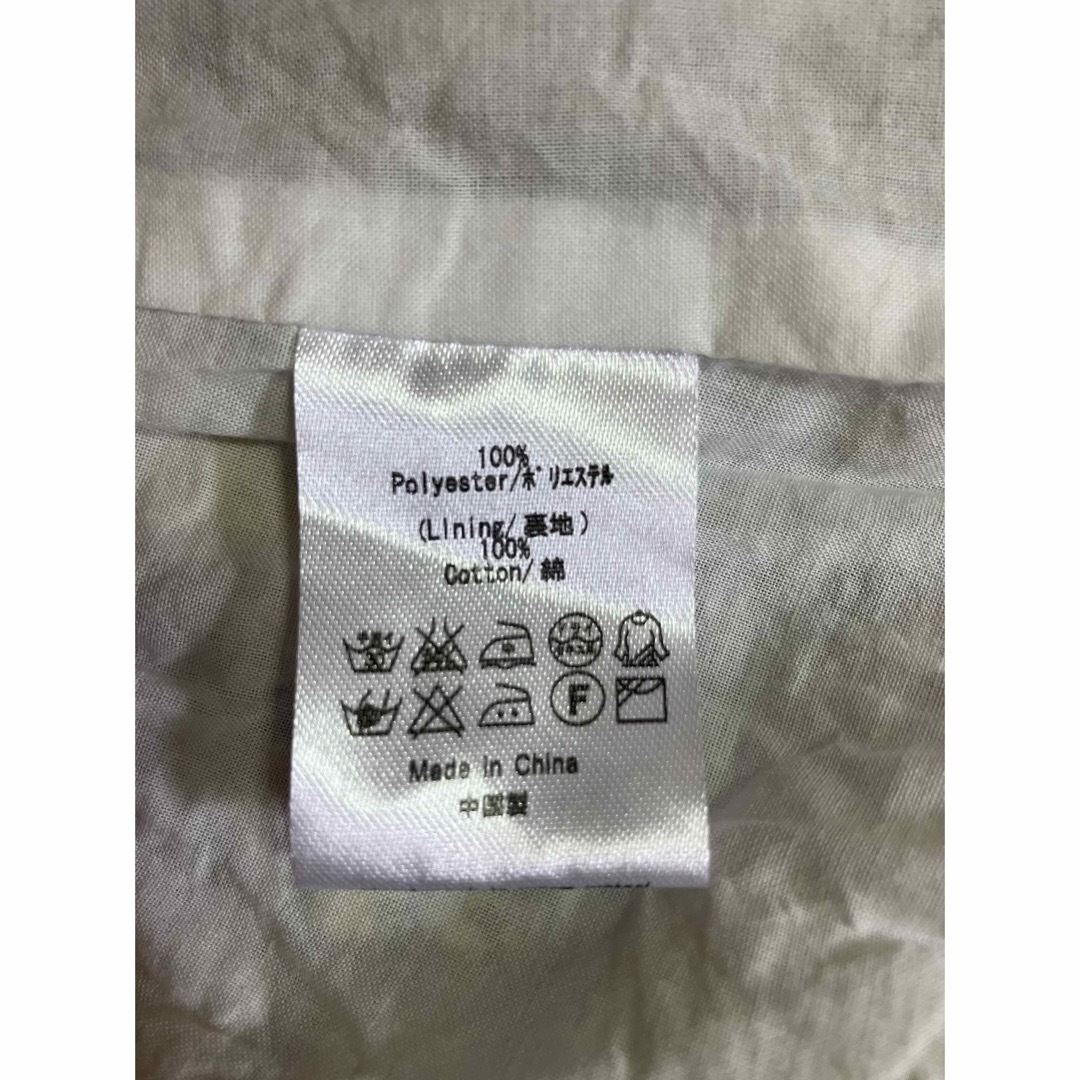 100%
Polyester/ポリエステル
(Lining/裏地)
100%
Cotton/綿
F
Made in China
中国製